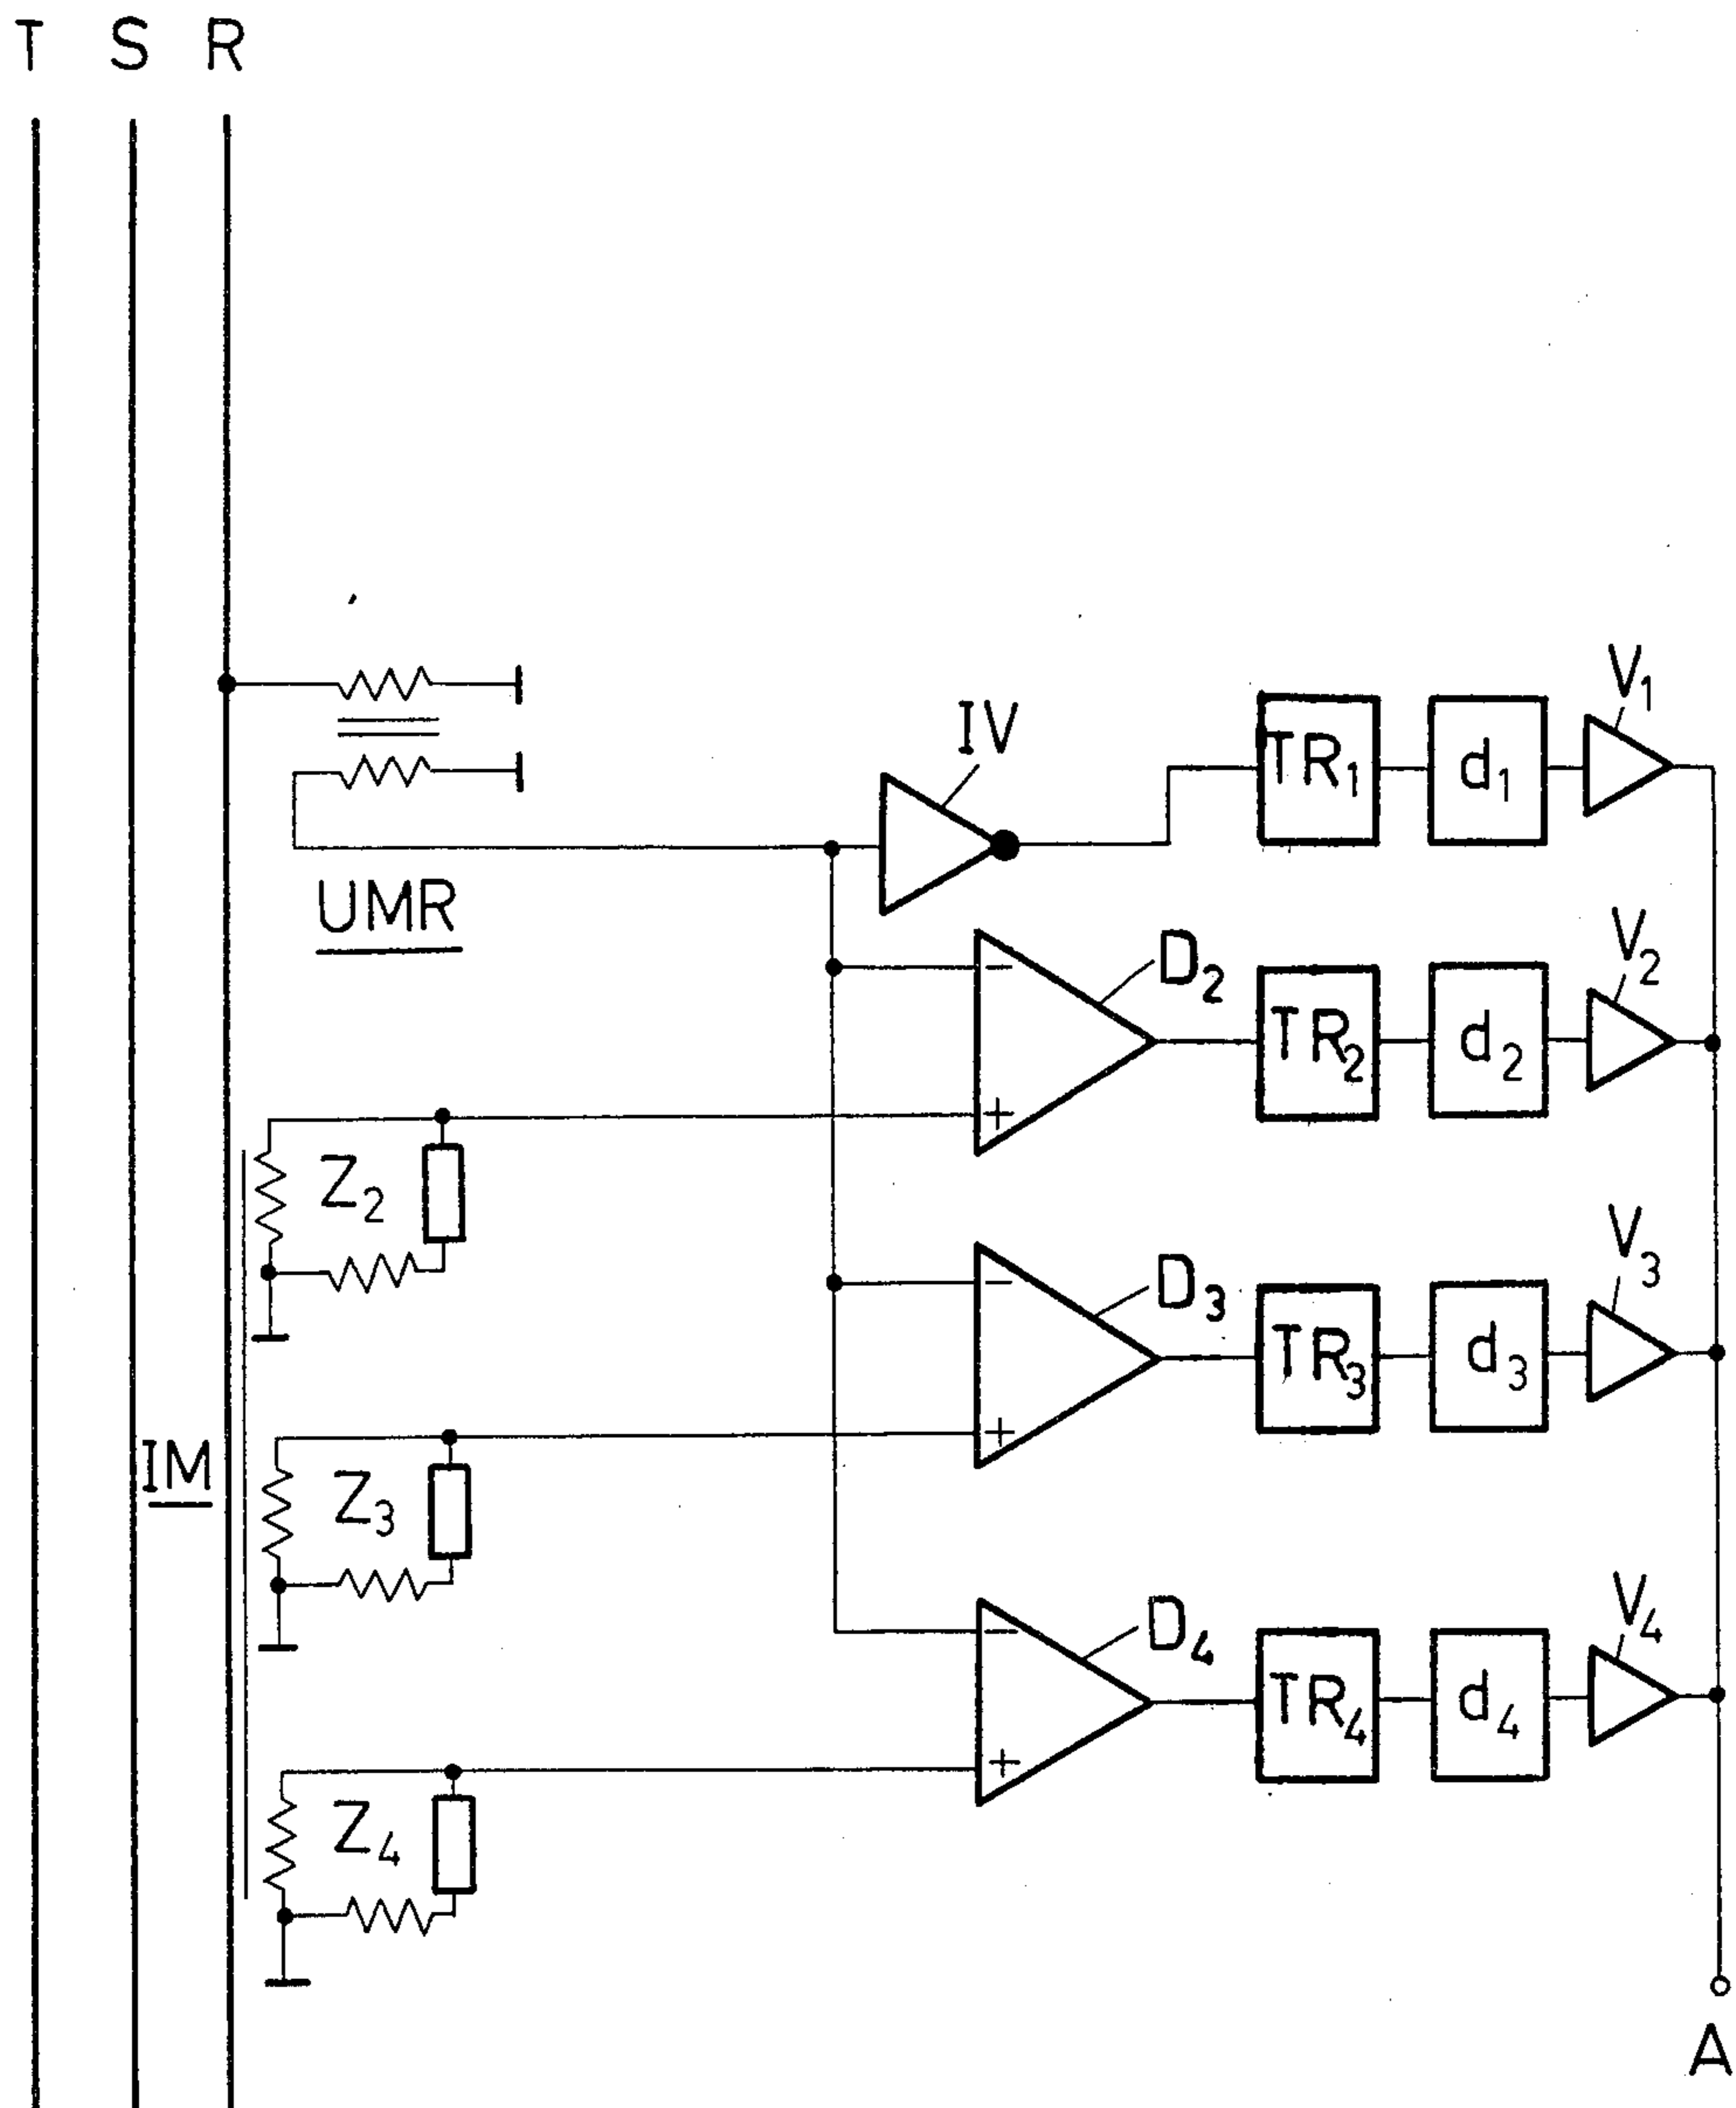 T S R
V₁
IV
TR₁ d₁
UMR
V₂
D₂
TR₂ d₂
−
+
Z₂
V₃
D₃
TR₃ d₃
−
+
IM
Z₃
V₄
D₄
TR₄ d₄
−
+
Z₄
A